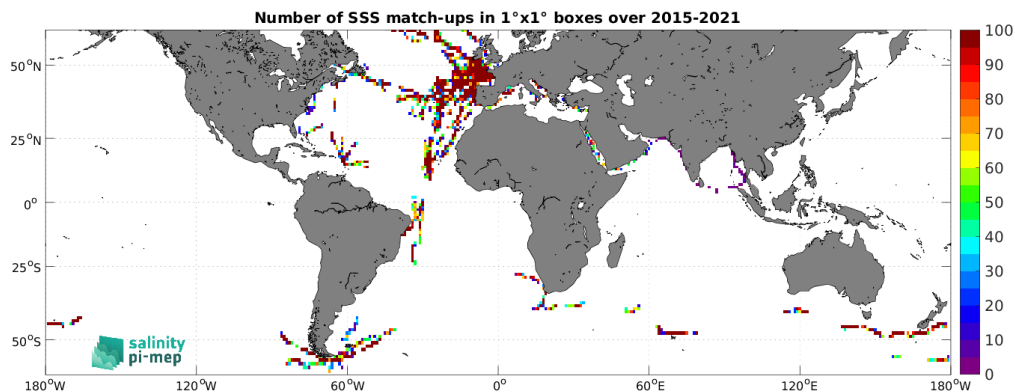 Number of SSS match-ups in 1°x1° boxes over 2015-2021
50°N
25°N
0°
25°S
50°S
180°W
120°W
60°W
0°
60°E
120°E
180°W
100
90
80
70
60
50
40
30
20
10
0
salinity
pi-mep